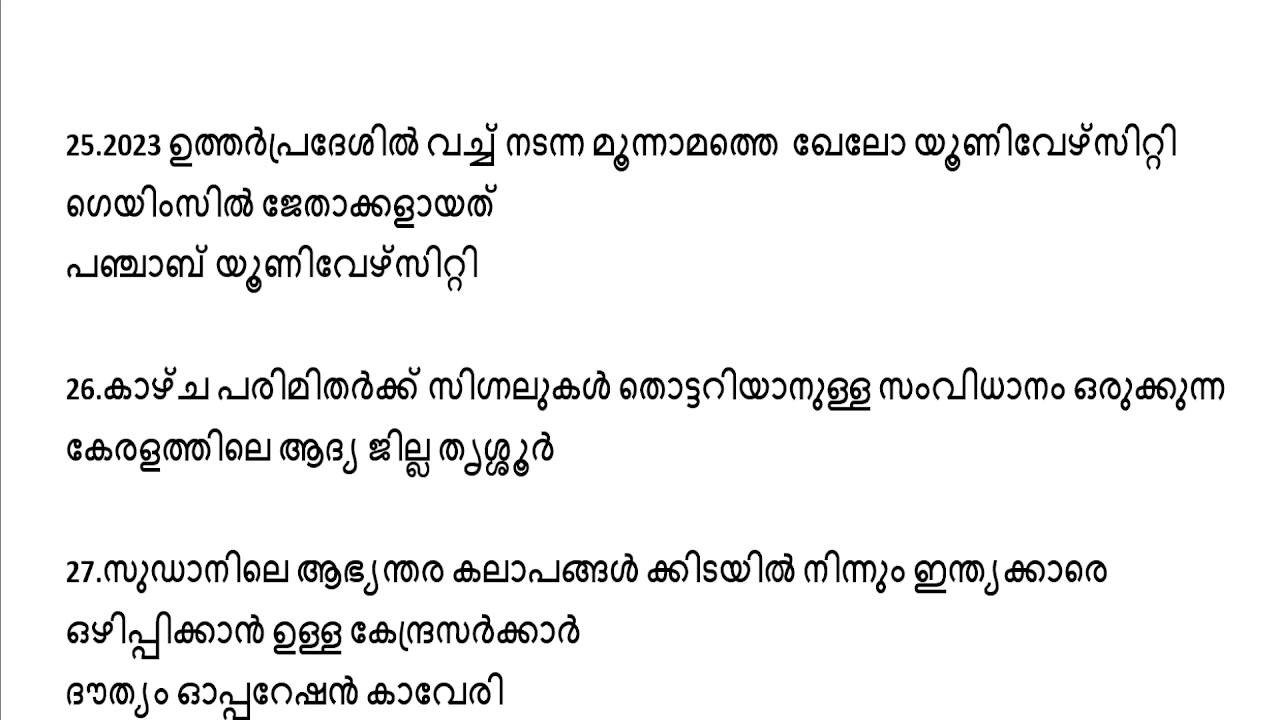 25.2023 ഉത്തർപ്രദേശിൽ വച്ച് നടന്ന മൂന്നാമത്തെ ഖേലോ യൂണിവേഴ്സിറ്റി
ഗെയിംസിൽ ജേതാക്കളായത്
പഞ്ചാബ് യൂണിവേഴ്സിറ്റി
26.കാഴ്ച പരിമിതർക്ക് സിഗ്നലുകൾ തൊട്ടറിയാനുള്ള സംവിധാനം ഒരുക്കുന്ന
കേരളത്തിലെ ആദ്യ ജില്ല തൃശ്ശൂർ
27.സുഡാനിലെ ആഭ്യന്തര കലാപങ്ങൾ ക്കിടയിൽ നിന്നും ഇന്ത്യക്കാരെ
ഒഴിപ്പിക്കാൻ ഉള്ള കേന്ദ്രസർക്കാർ
ദൗത്യം ഓപ്പറേഷൻ കാവേരി